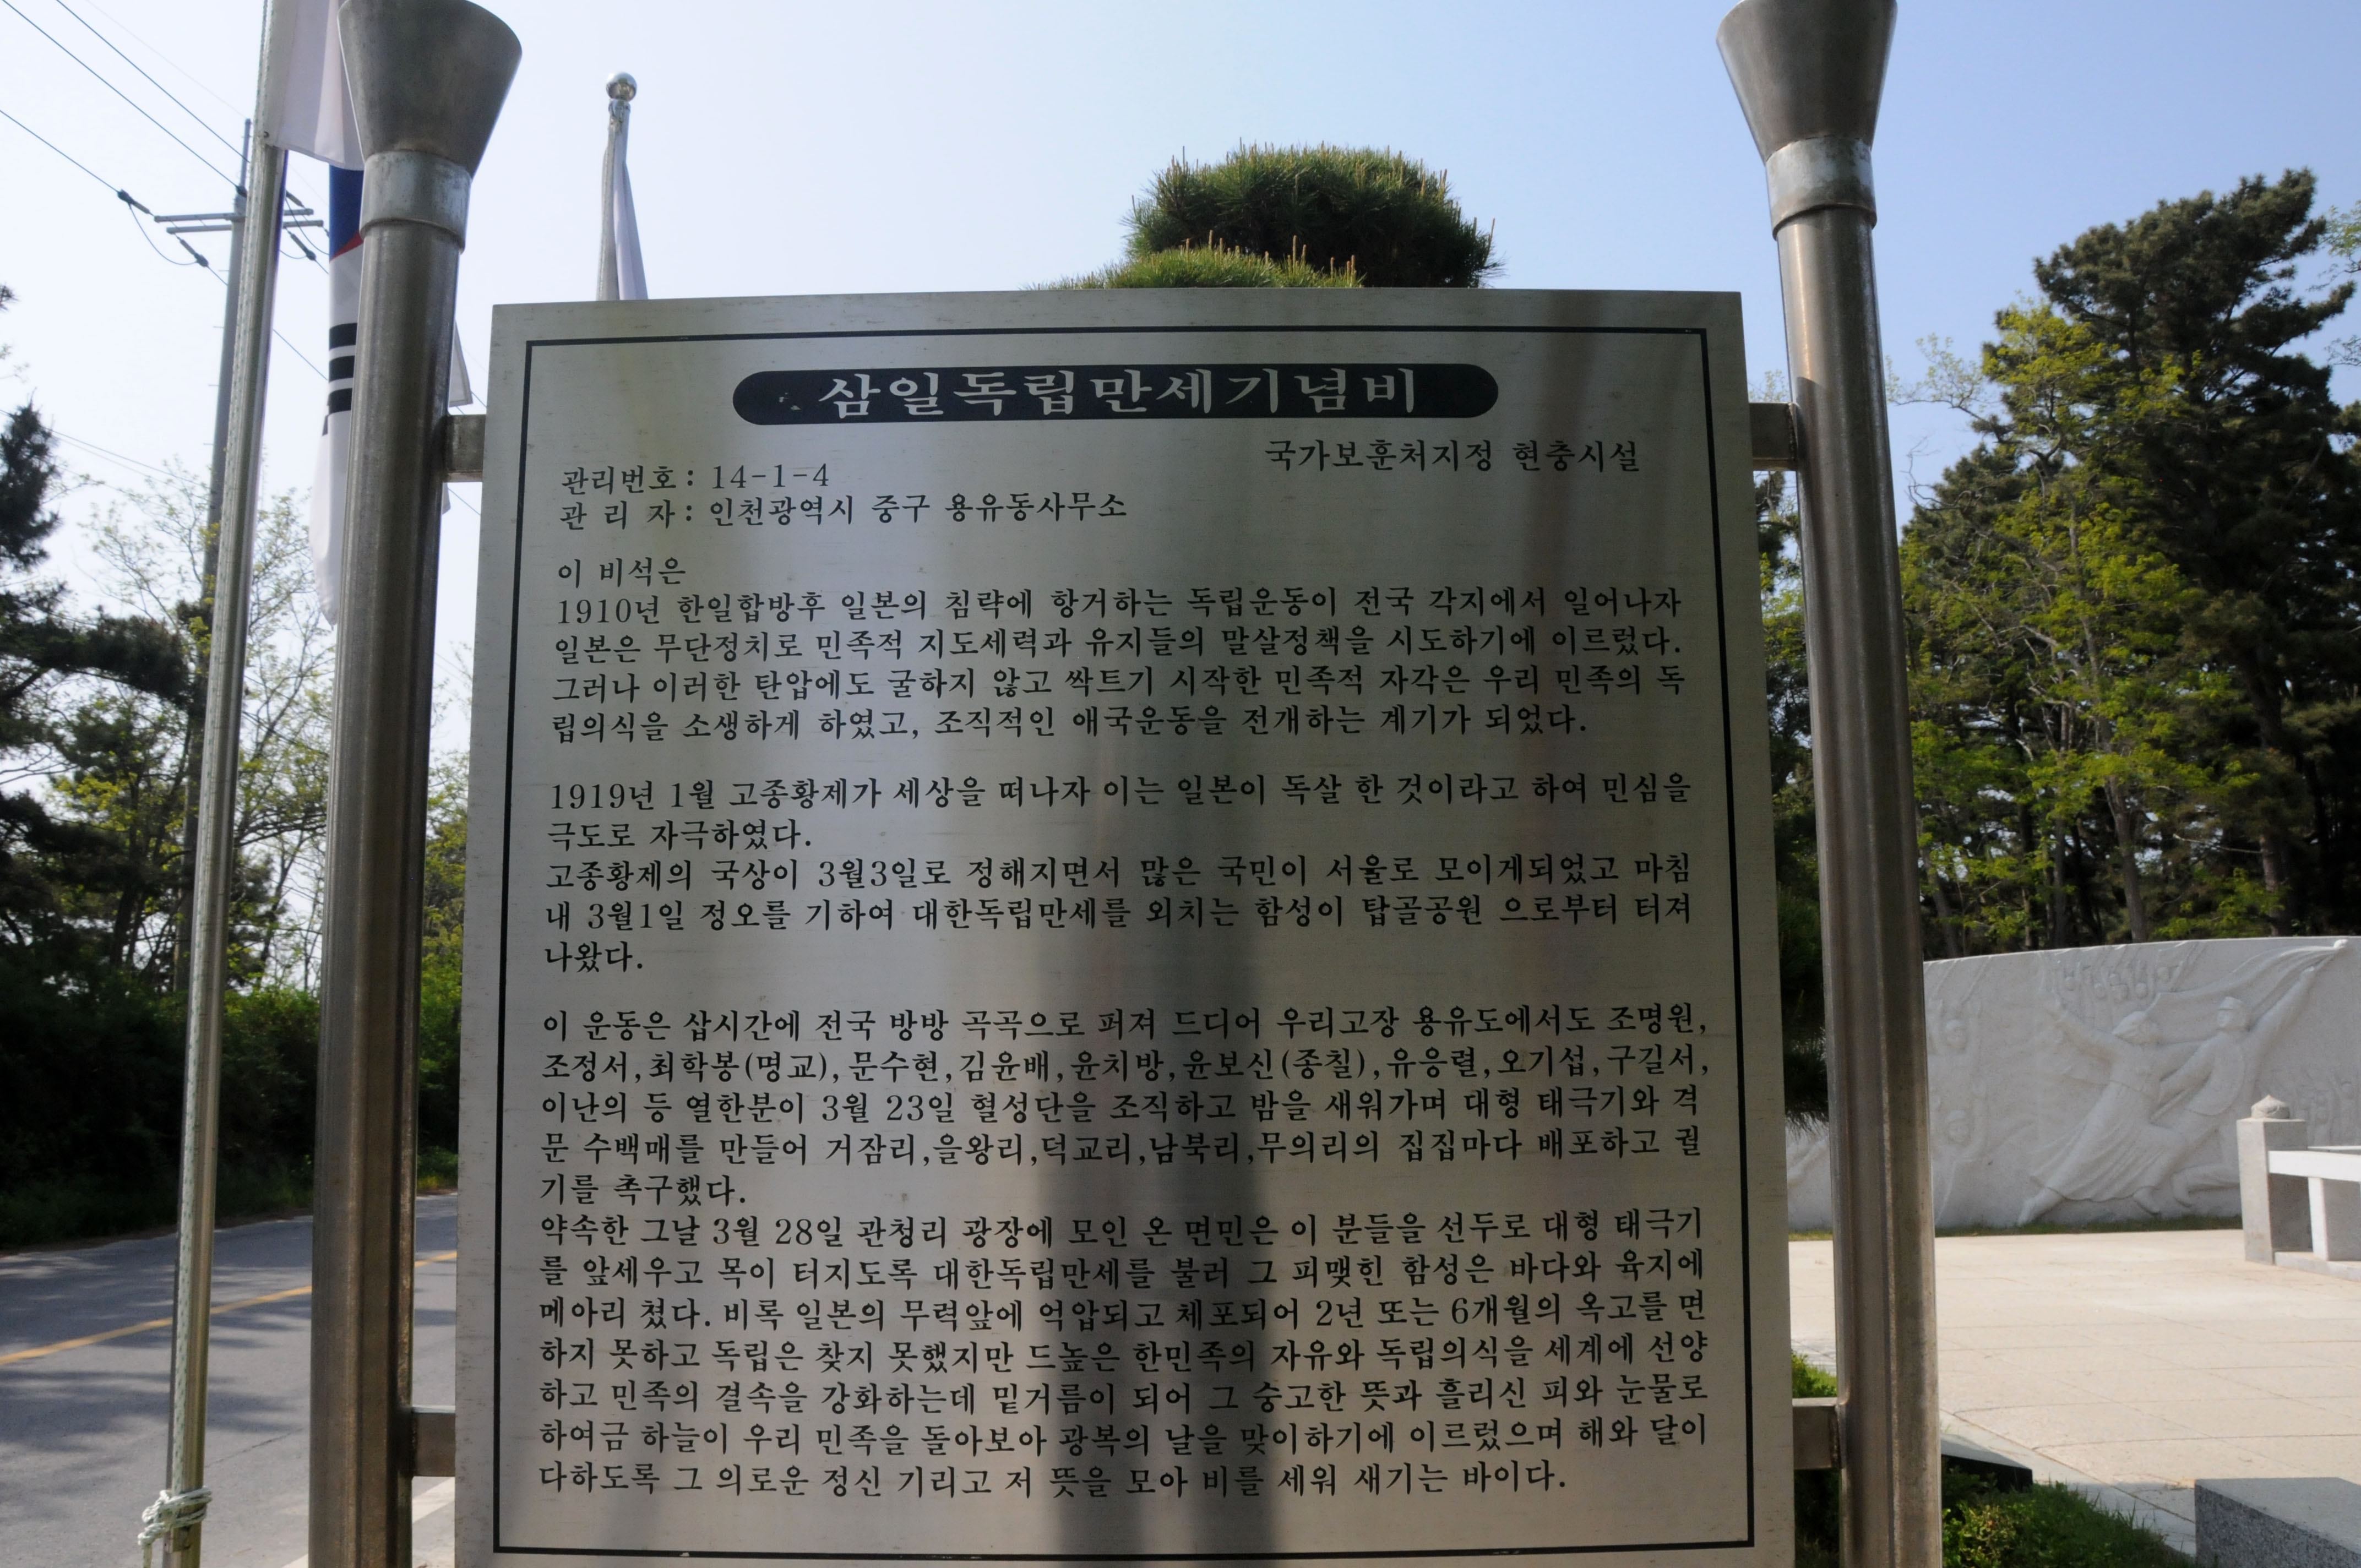 삼일독립만세기념비
국가보훈처지정 현충시설
관리번호: 14-1-4
관 리 자: 인천광역시 중구 용유동사무소
이 비석은
1910년 한일합방후 일본의 침략에 항거하는 독립운동이 전국 각지에서 일어나자
일본은 무단정치로 민족적 지도세력과 유지들의 말살정책을 시도하기에 이르렀다.
그러나 이러한 탄압에도 굴하지 않고 싹트기 시작한 민족적 자각은 우리 민족의 독
립의식을 소생하게 하였고, 조직적인 애국운동을 전개하는 계기가 되었다.
1919년 1월 고종황제가 세상을 떠나자 이는 일본이 독살 한 것이라고 하여 민심을
극도로 자극하였다.
고종황제의 국상이 3월3일로 정해지면서 많은 국민이 서울로 모이게되었고 마침
내 3월1일 정오를 기하여 대한독립만세를 외치는 함성이 탑골공원 으로부터 터져
나왔다.
이 운동은 삽시간에 전국 방방 곡곡으로 퍼져 드디어 우리고장 용유도에서도 조명원,
조정서,최학봉(명교),문수현,김윤배,윤치방,윤보신(종칠),유응렬,오기섭,구길서,
이난의 등 열한분이 3월 23일 혈성단을 조직하고 밤을 새워가며 대형 태극기와 격
문 수백매를 만들어 거잠리,을왕리,덕교리,남북리,무의리의 집집마다 배포하고 궐
기를 촉구했다.
약속한 그날 3월 28일 관청리 광장에 모인 온 면민은 이 분들을 선두로 대형 태극기
를 앞세우고 목이 터지도록 대한독립만세를 불러 그 피맺힌 함성은 바다와 육지에
메아리 쳤다. 비록 일본의 무력앞에 억압되고 체포되어 2년 또는 6개월의 옥고를 면
하지 못하고 독립은 찾지 못했지만 드높은 한민족의 자유와 독립의식을 세계에 선양
하고 민족의 결속을 강화하는데 밑거름이 되어 그 숭고한 뜻과 흘리신 피와 눈물로
하여금 하늘이 우리 민족을 돌아보아 광복의 날을 맞이하기에 이르렀으며 해와 달이
다하도록 그 의로운 정신 기리고 저 뜻을 모아 비를 세워 새기는 바이다.